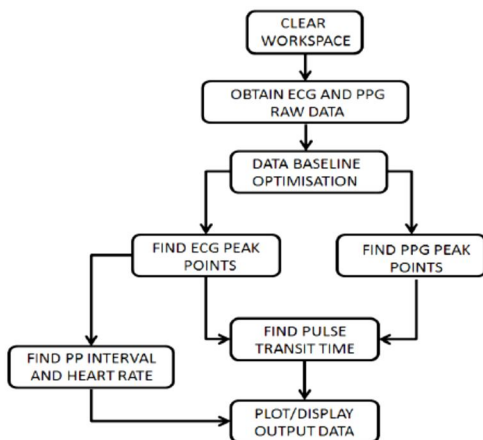 CLEAR
WORKSPACE
OBTAIN ECG AND PPG
RAW DATA
DATA BASELINE
OPTIMISATION
FIND ECG PEAK
POINTS
FIND PPG PEAK
POINTS
FIND PULSE
TRANSIT TIME
FIND PP INTERVAL
AND HEART RATE
PLOT/DISPLAY
OUTPUT DATA